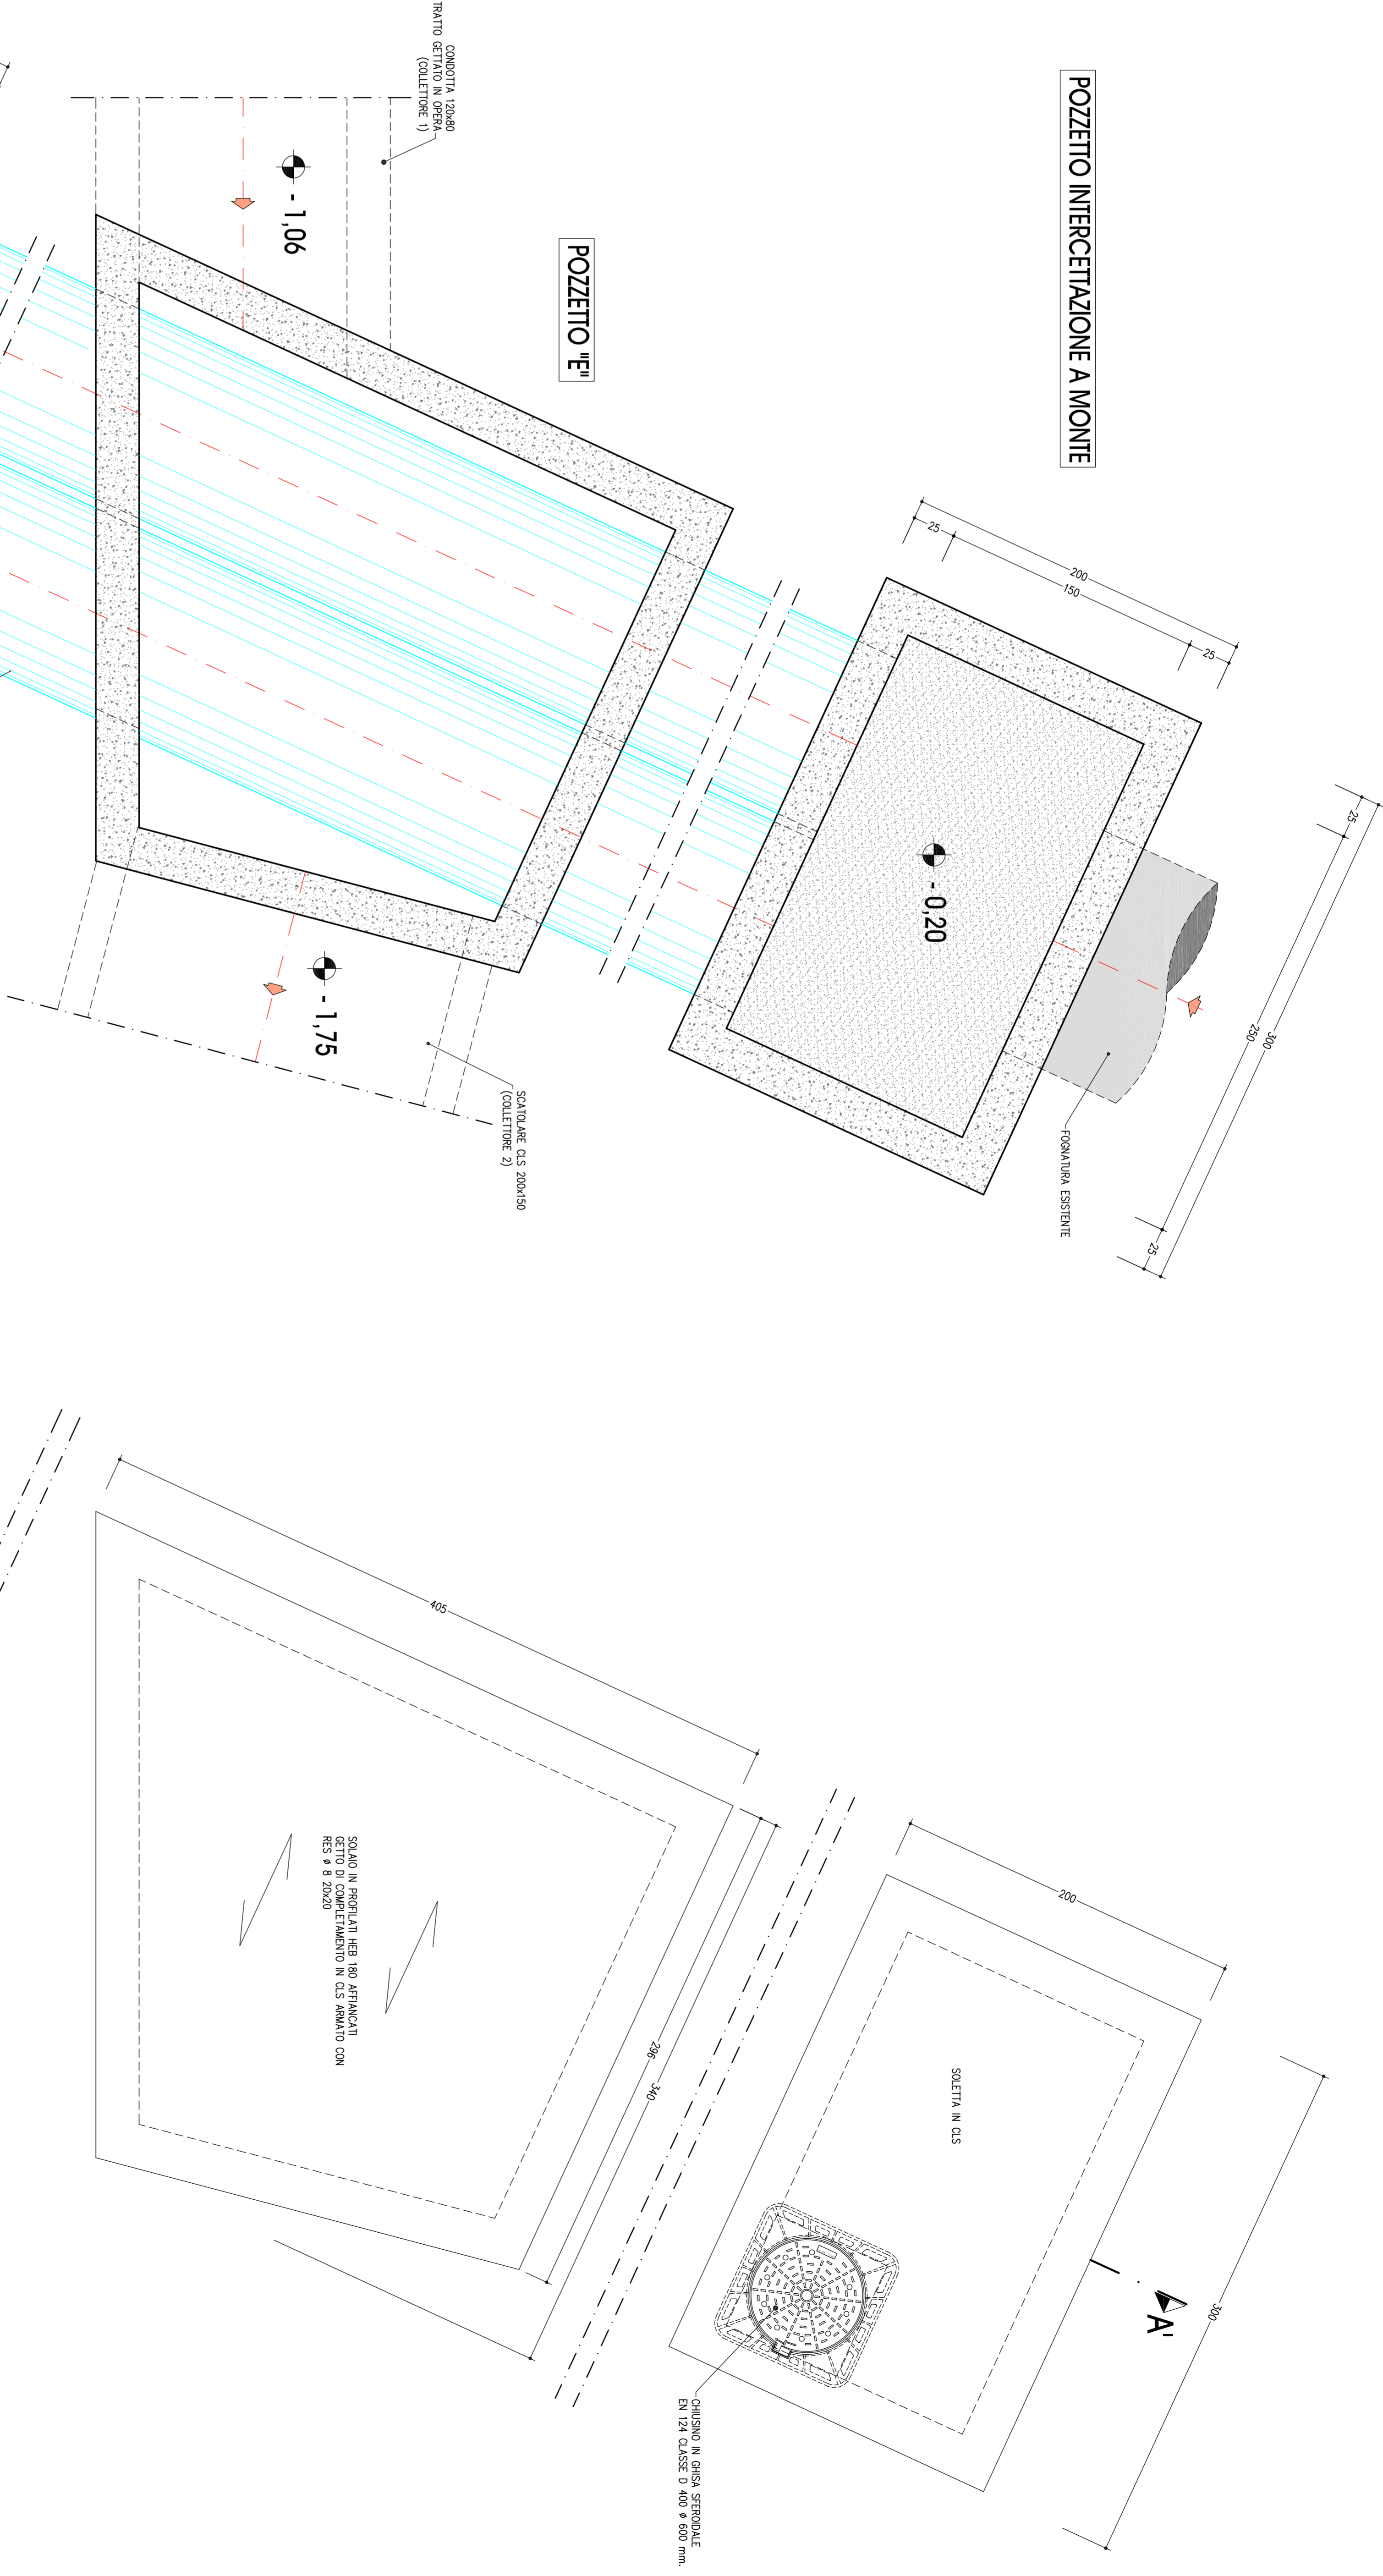 POZZETTO INTERCETTAZIONE A MONTE
25
150
25
200
25
250
25
300
- 0,20
FOGNATURA ESISTENTE
POZZETTO "E"
CONDOTTA 120x80
TRATTO GETTATO IN OPERA
(COLLETTORE 1)
- 1,06
- 1,75
SCATOLARE CLS 200x150
(COLLETTORE 2)
200
300
A'
SOLETTA IN CLS
CHIUSINO IN GHISA SFEROIDALE
EN 124 CLASSE D 400 ø 600 mm.
405
296
340
SOLAIO IN PROFILATI HEB 180 AFFIANCATI
GETTO DI COMPLETAMENTO IN CLS ARMATO CON
RES ø 8 20x20